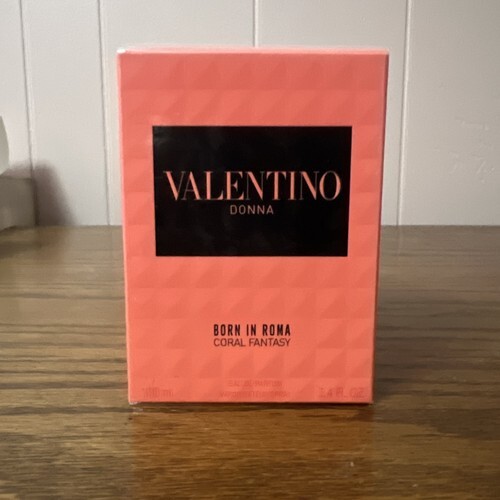 VALENTINO
DONNA
BORN IN ROMA
CORAL FANTASY
EAU DE PARFUM
100 ml
3.4 FL.OZ.